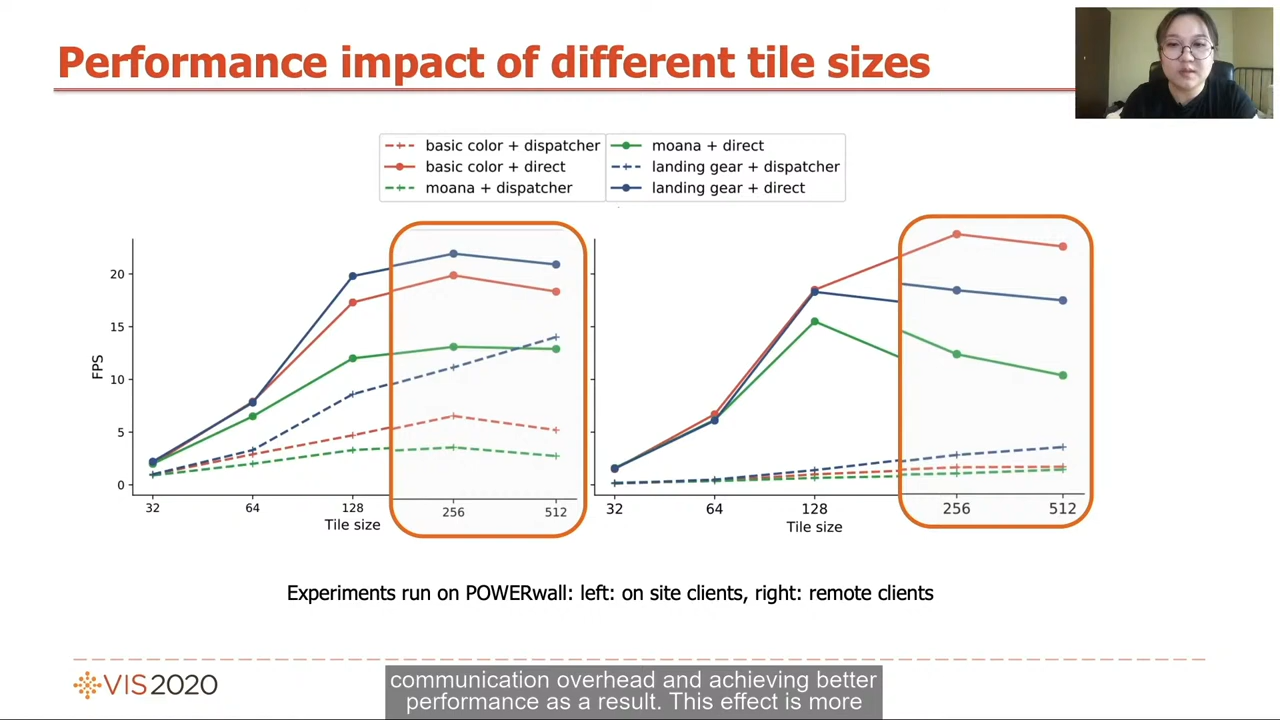 Performance impact of different tile sizes
basic color + dispatcher
basic color + direct
moana + dispatcher
moana + direct
landing gear + dispatcher
landing gear + direct
FPS
20
15
10
5
0
32 64 128 256 512
Tile size
32 64 128 256 512
Tile size
Experiments run on POWERwall: left: on site clients, right: remote clients
VIS2020
communication overhead and achieving better
performance as a result. This effect is more